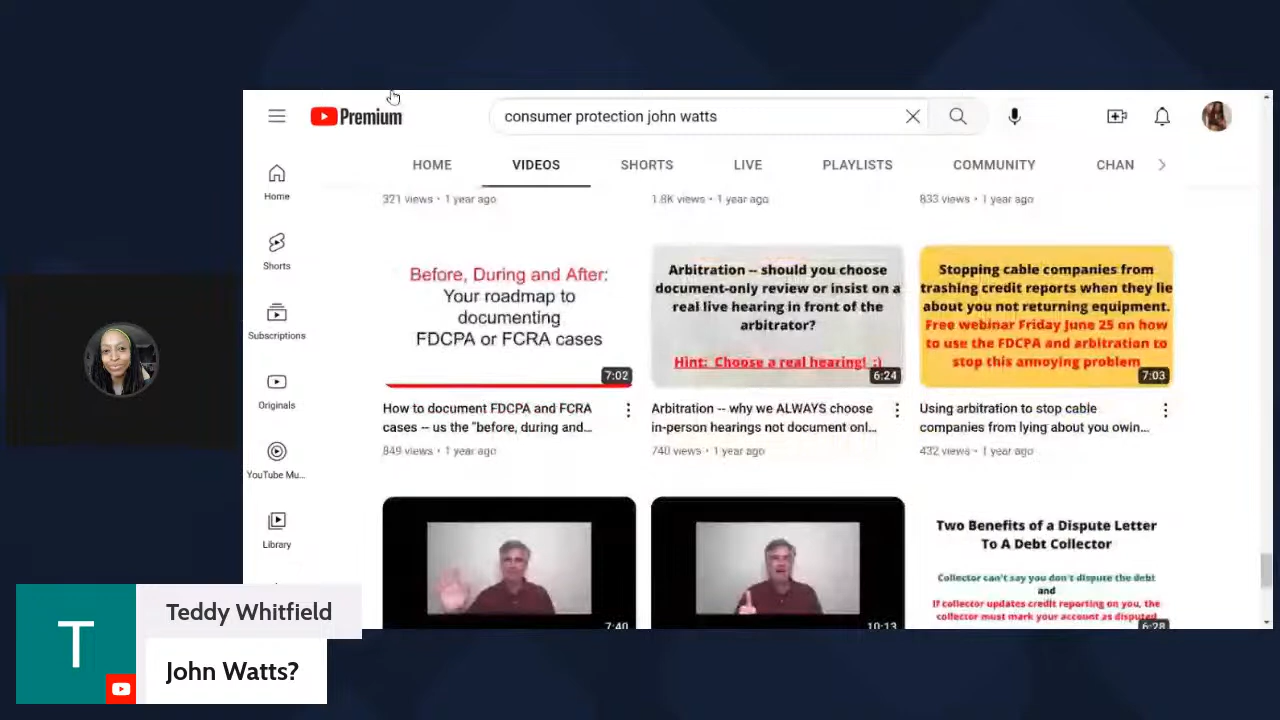 Premium
consumer protection john watts
HOME VIDEOS SHORTS LIVE PLAYLISTS COMMUNITY CHAN
Home
Shorts
Subscriptions
Originals
YouTube Mu...
Library
321 views • 1 year ago
1.8K views • 1 year ago
833 views • 1 year ago
Before, During and After:
Your roadmap to
documenting
FDCPA or FCRA cases
7:02
How to document FDCPA and FCRA
cases -- us the "before, during and...
849 views • 1 year ago
Arbitration -- should you choose
document-only review or insist on a
real live hearing in front of the
arbitrator?
Hint: Choose a real hearing! :)
6:24
Arbitration -- why we ALWAYS choose
in-person hearings not document onl...
740 views • 1 year ago
Stopping cable companies from
trashing credit reports when they lie
about you not returning equipment.
Free webinar Friday June 25 on how
to use the FDCPA and arbitration to
stop this annoying problem
7:03
Using arbitration to stop cable
companies from lying about you owin...
432 views • 1 year ago
7:40
10:13
Two Benefits of a Dispute Letter
To A Debt Collector
Collector can't say you don't dispute the debt
and
If collector updates credit reporting on you, the
collector must mark your account as disputed
6:28
T
Teddy Whitfield
John Watts?